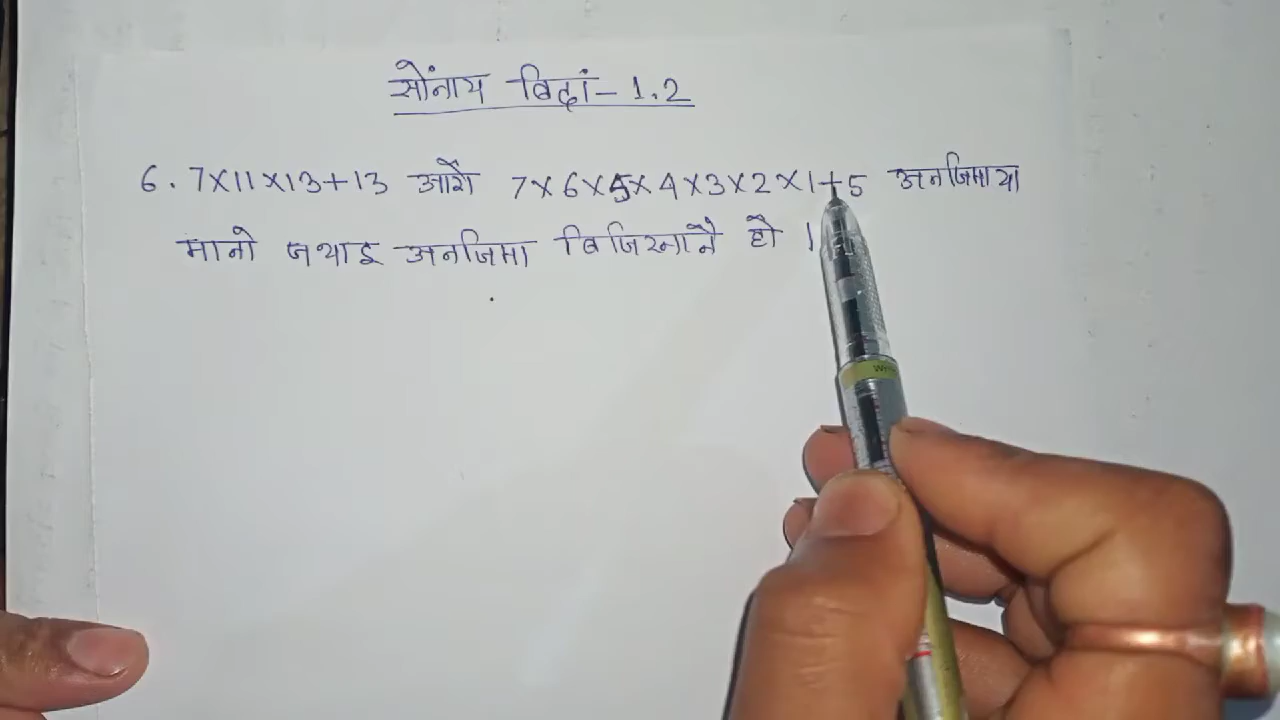 सोंनाय बिदां - 1.2
6. 7×11×13+13 आरो 7×6×5×4×3×2×1+5 अनजिमाया
मानो जथाइ अनजिमा बिजिरनानै हो ।